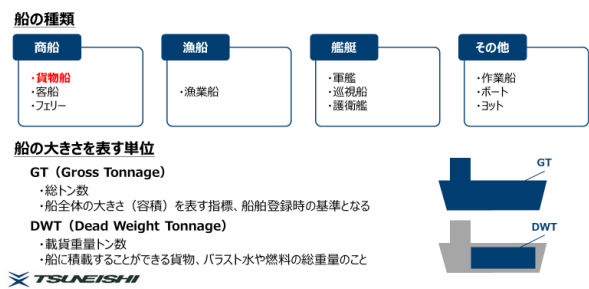 船の種類
商船
・貨物船
・客船
・フェリー
漁船
・漁業船
艦艇
・軍艦
・巡視船
・護衛艦
その他
・作業船
・ボート
・ヨット
船の大きさを表す単位
GT（Gross Tonnage）
・総トン数
・船全体の大きさ（容積）を表す指標、船舶登録時の基準となる
DWT（Dead Weight Tonnage）
・載貨重量トン数
・船に積載することができる貨物、バラスト水や燃料の総重量のこと
GT
DWT
TSUNEISHI